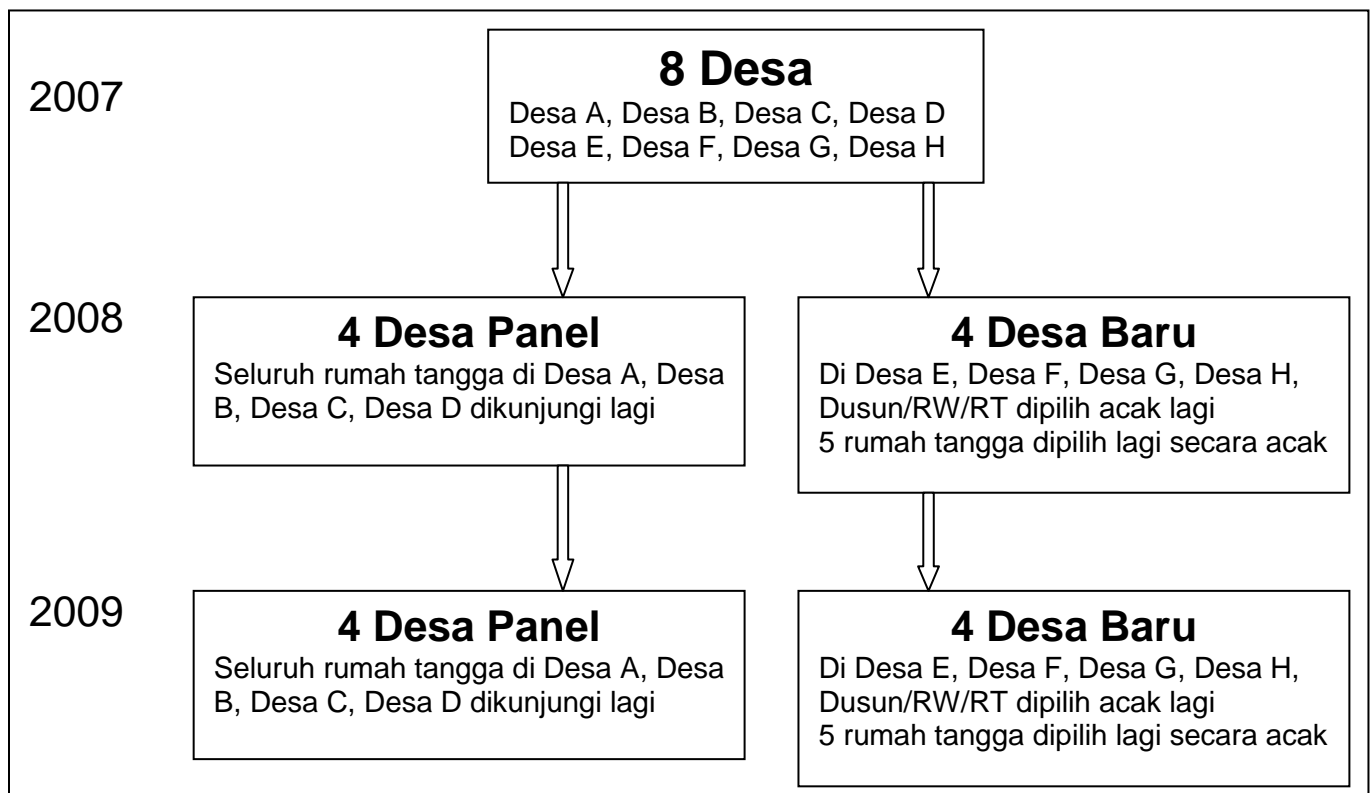 2007
8 Desa
Desa A, Desa B, Desa C, Desa D
Desa E, Desa F, Desa G, Desa H
2008
4 Desa Panel
Seluruh rumah tangga di Desa A, Desa
B, Desa C, Desa D dikunjungi lagi
4 Desa Baru
Di Desa E, Desa F, Desa G, Desa H,
Dusun/RW/RT dipilih acak lagi
5 rumah tangga dipilih lagi secara acak
2009
4 Desa Panel
Seluruh rumah tangga di Desa A, Desa
B, Desa C, Desa D dikunjungi lagi
4 Desa Baru
Di Desa E, Desa F, Desa G, Desa H,
Dusun/RW/RT dipilih acak lagi
5 rumah tangga dipilih lagi secara acak